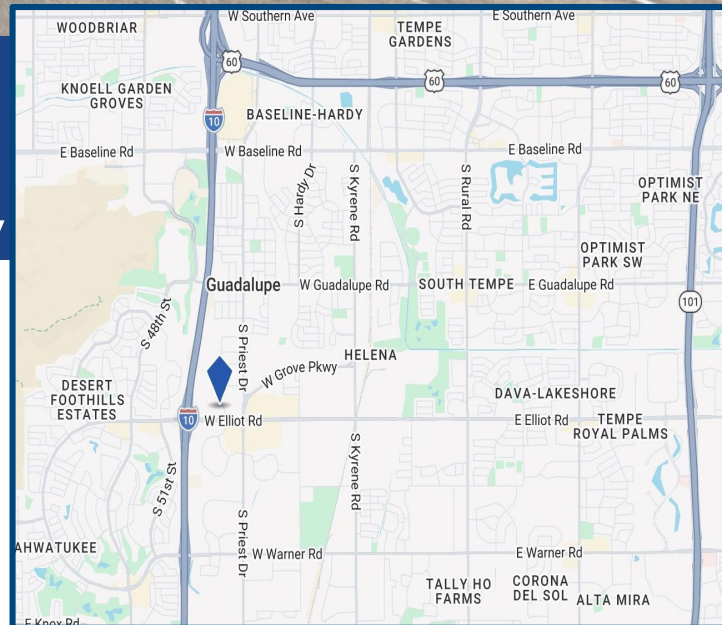 W Southern Ave
E Southern Ave
WOODBRIAR
TEMPE
GARDENS
60
60
60
KNOELL GARDEN
GROVES
10
BASELINE-HARDY
E Baseline Rd
W Baseline Rd
E Baseline Rd
S Hardy Dr
S Kyrene Rd
S Rural Rd
OPTIMIST
PARK NE
OPTIMIST
PARK SW
Guadalupe
W Guadalupe Rd
SOUTH TEMPE
E Guadalupe Rd
101
S 48th St
S Priest Dr
W Grove Pkwy
HELENA
DESERT
FOOTHILLS
ESTATES
DAVA-LAKESHORE
10
W Elliot Rd
E Elliot Rd
TEMPE
ROYAL PALMS
S 51st St
S Kyrene Rd
S Priest Dr
AHWATUKEE
W Warner Rd
E Warner Rd
TALLY HO
FARMS
CORONA
DEL SOL
ALTA MIRA
E Knox Rd